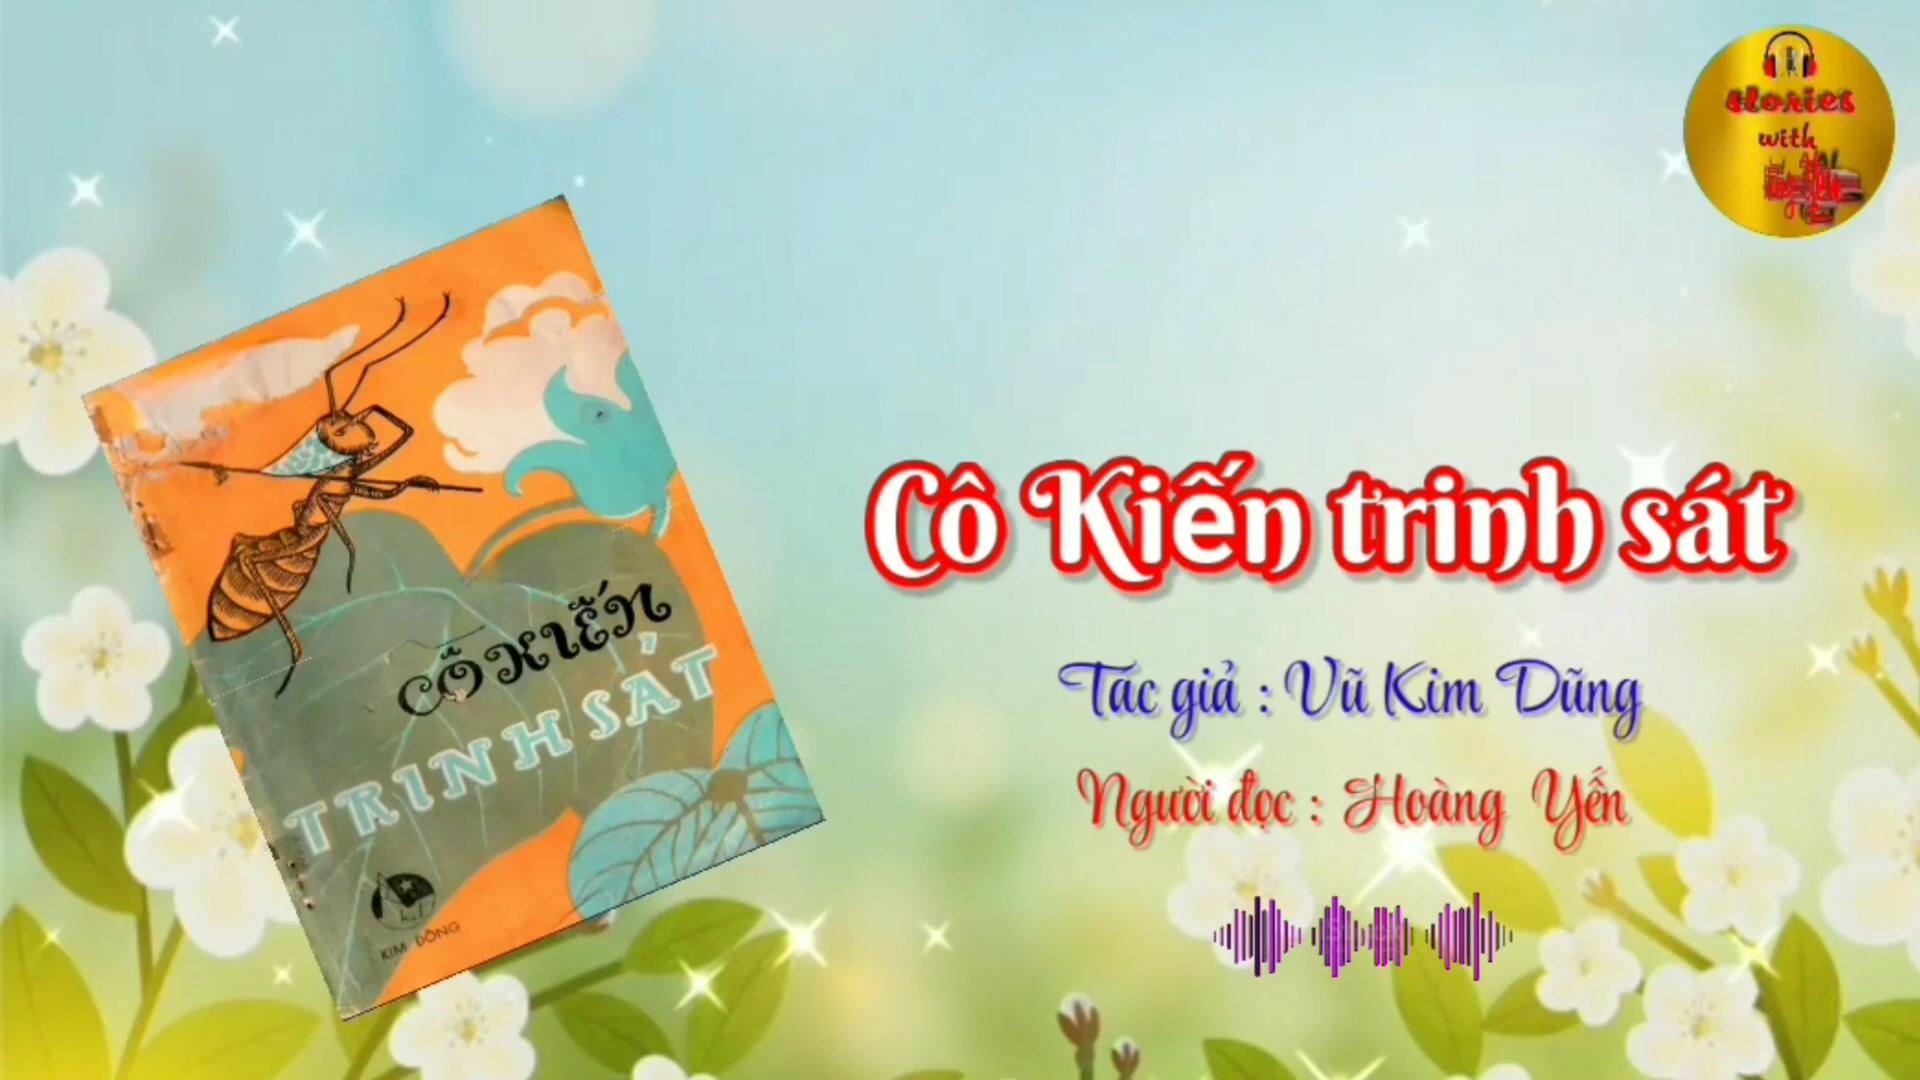 stories
with
CÔ KIẾN
TRINH SÁT
KIM ĐỒNG
Cô Kiến trinh sát
Tác giả : Vũ Kim Dũng
Người đọc : Hoàng Yến